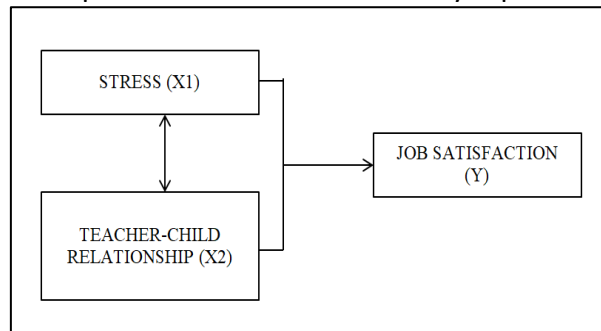 STRESS (X1)
JOB SATISFACTION
(Y)
TEACHER-CHILD
RELATIONSHIP (X2)